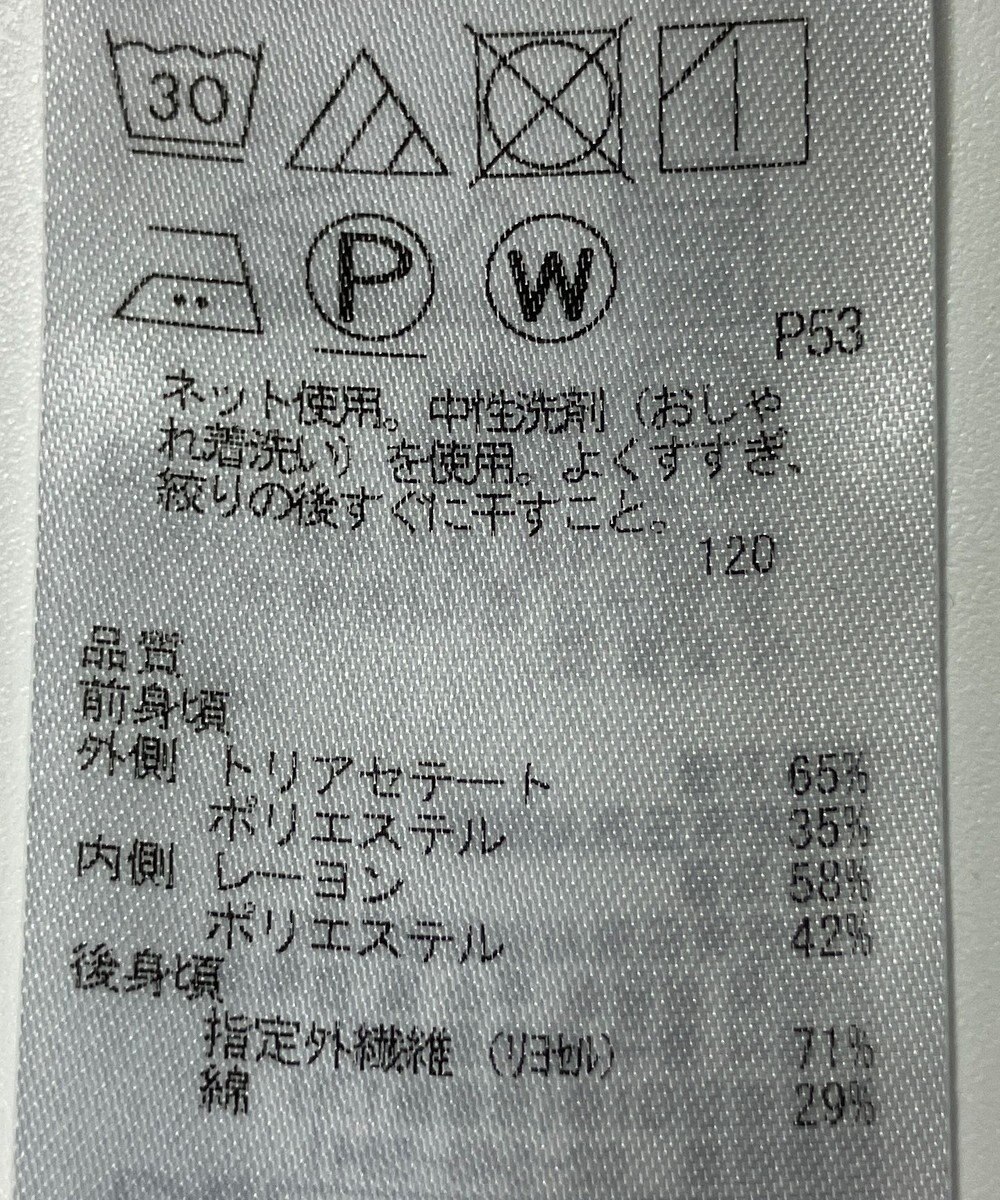 30
P W
P53
ネット使用。中性洗剤（おしゃ
れ着洗い）を使用。よくすすぎ、
絞りの後すぐに干すこと。
120
品質
前身頃
外側 トリアセテート 65%
ポリエステル 35%
内側 レーヨン 58%
ポリエステル 42%
後身頃
指定外繊維（リヨセル） 71%
綿 29%